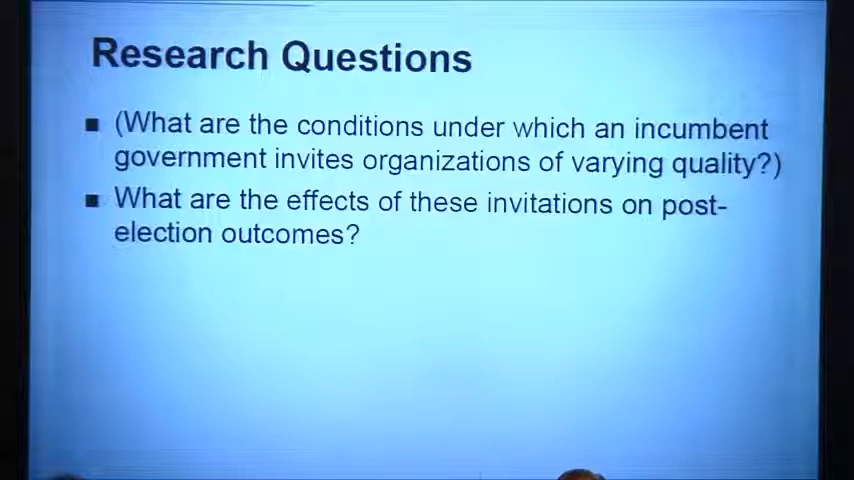 Research Questions
■ (What are the conditions under which an incumbent
government invites organizations of varying quality?)
■ What are the effects of these invitations on post-
election outcomes?